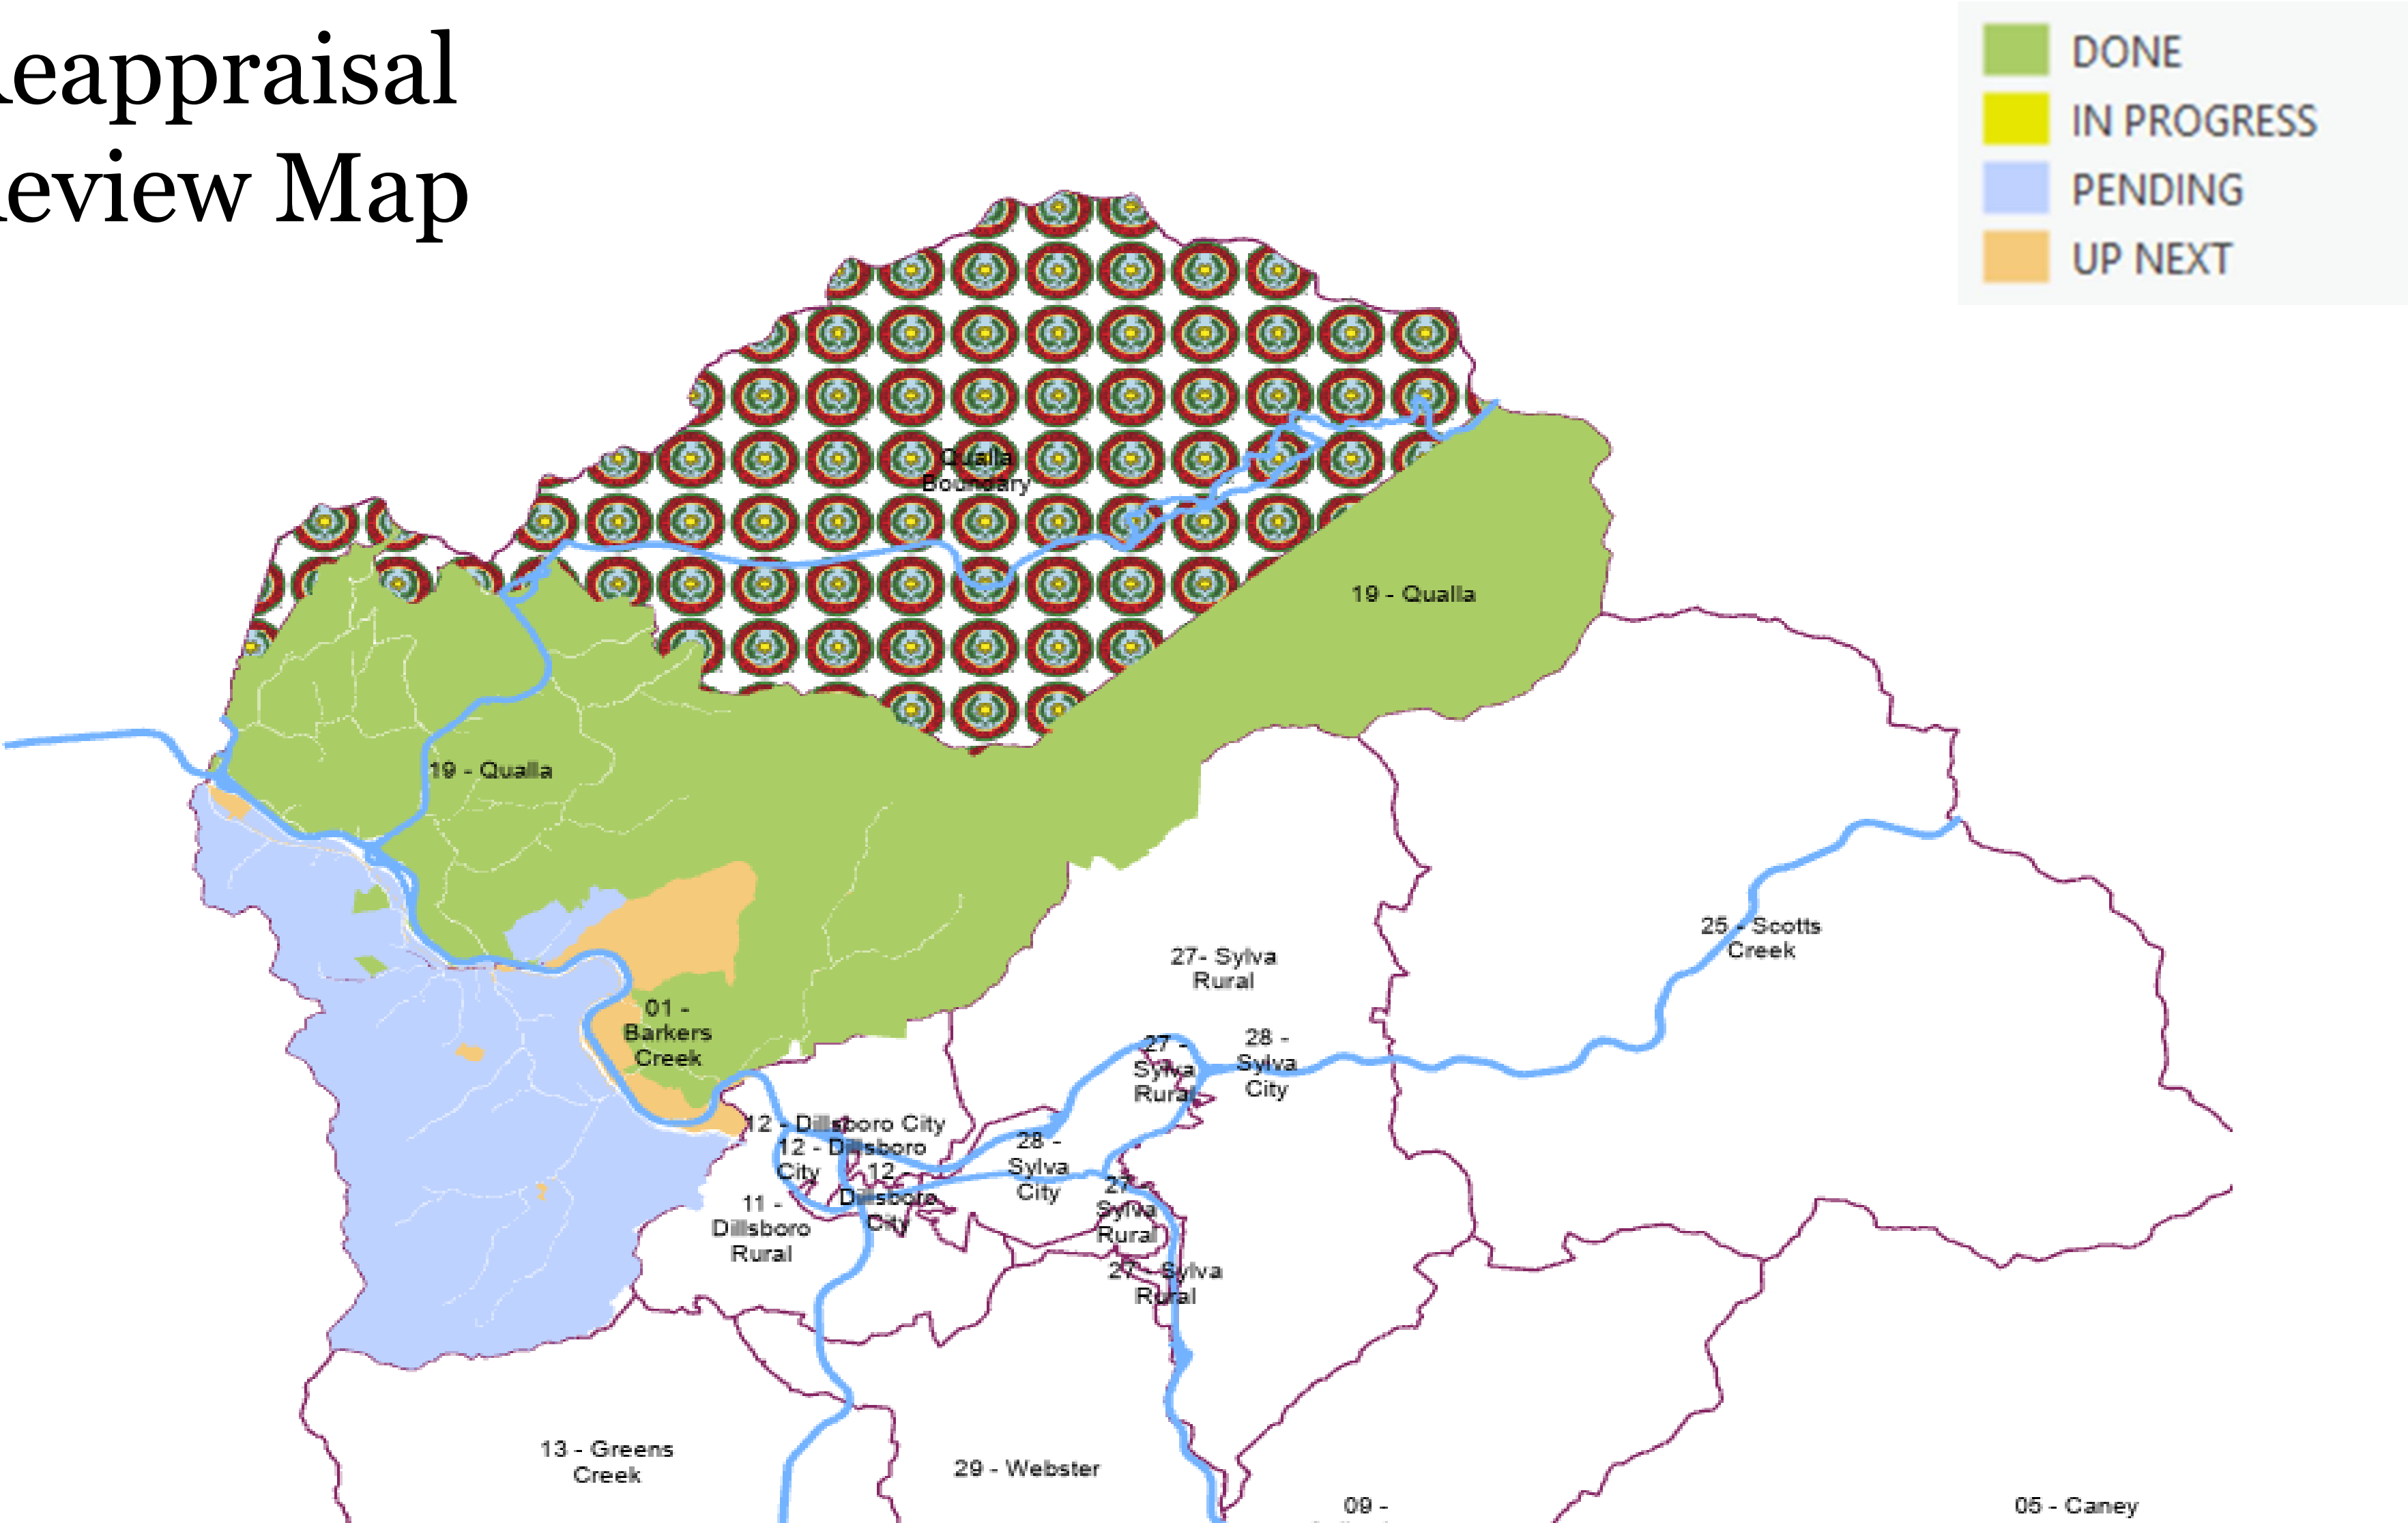 eappraisal
eview Map
DONE
IN PROGRESS
PENDING
UP NEXT
Qualla
Boundary
19 - Qualla
19 - Qualla
25 - Scotts
Creek
27- Sylva
Rural
01 -
Barkers
Creek
27 -
Sylva
Rural
28 -
Sylva
City
12 - Dillsboro City
12 - Dillsboro
City
12 -
Dillsboro
City
28 -
Sylva
City
27 -
Sylva
Rural
11 -
Dillsboro
Rural
27 - Sylva
Rural
13 - Greens
Creek
29 - Webster
09 -
05 - Caney